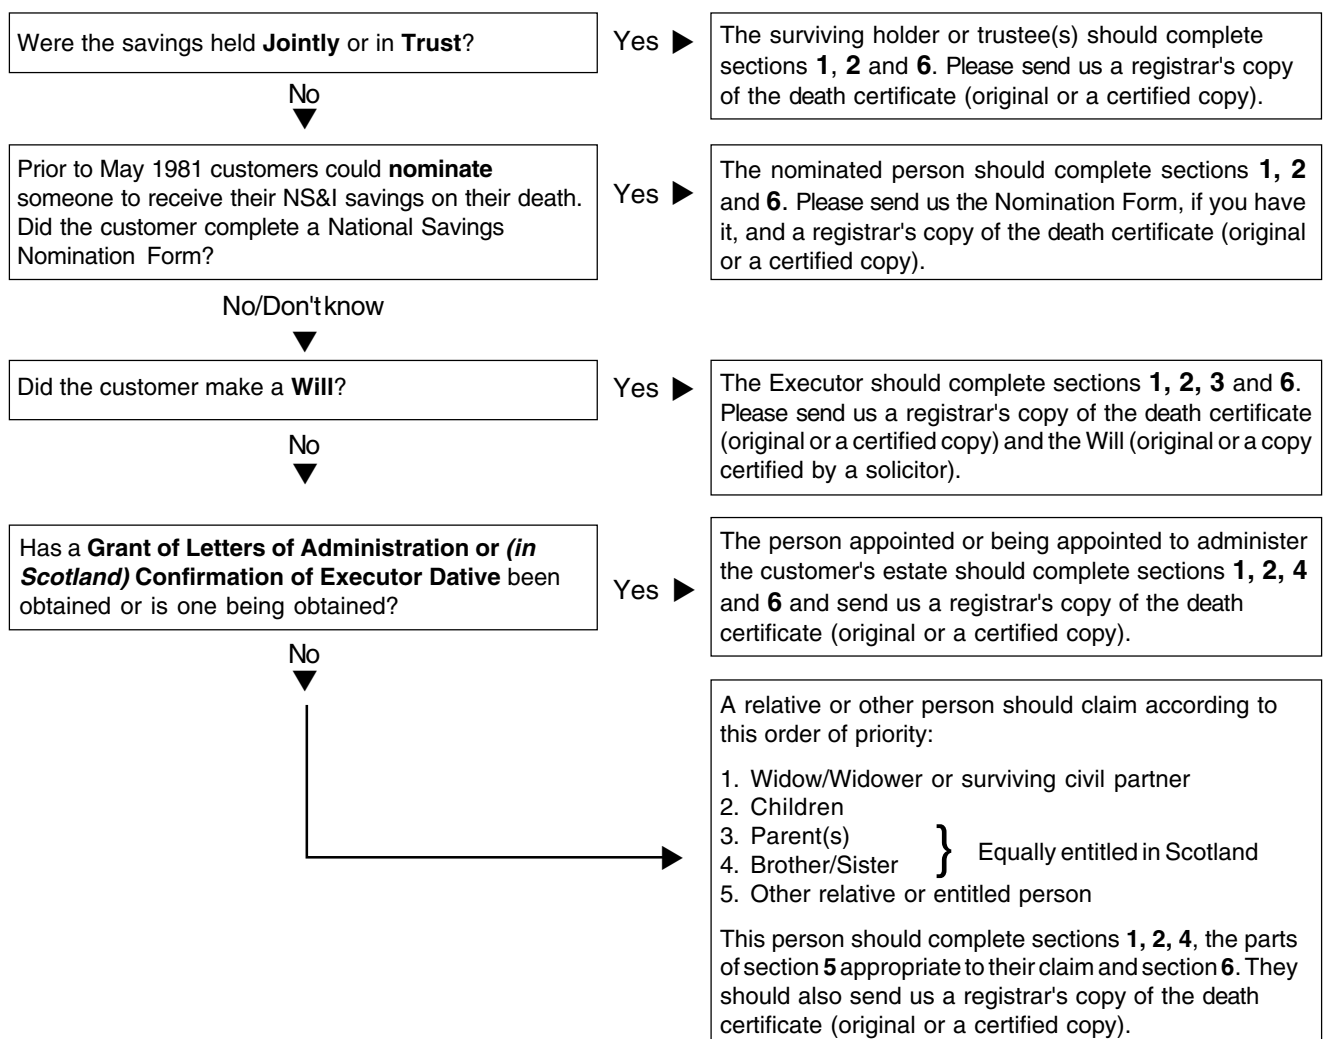 Were the savings held Jointly or in Trust?
Yes
The surviving holder or trustee(s) should complete
sections 1, 2 and 6. Please send us a registrar's copy
of the death certificate (original or a certified copy).
No
Prior to May 1981 customers could nominate
someone to receive their NS&I savings on their death.
Did the customer complete a National Savings
Nomination Form?
Yes
The nominated person should complete sections 1, 2
and 6. Please send us the Nomination Form, if you have
it, and a registrar's copy of the death certificate (original
or a certified copy).
No/Don't know
Did the customer make a Will?
Yes
The Executor should complete sections 1, 2, 3 and 6.
Please send us a registrar's copy of the death certificate
(original or a certified copy) and the Will (original or a copy
certified by a solicitor).
No
Has a Grant of Letters of Administration or (in
Scotland) Confirmation of Executor Dative been
obtained or is one being obtained?
Yes
The person appointed or being appointed to administer
the customer's estate should complete sections 1, 2, 4
and 6 and send us a registrar's copy of the death
certificate (original or a certified copy).
No
A relative or other person should claim according to
this order of priority:
1. Widow/Widower or surviving civil partner
2. Children
3. Parent(s)
4. Brother/Sister
} Equally entitled in Scotland
5. Other relative or entitled person
This person should complete sections 1, 2, 4, the parts
of section 5 appropriate to their claim and section 6. They
should also send us a registrar's copy of the death
certificate (original or a certified copy).